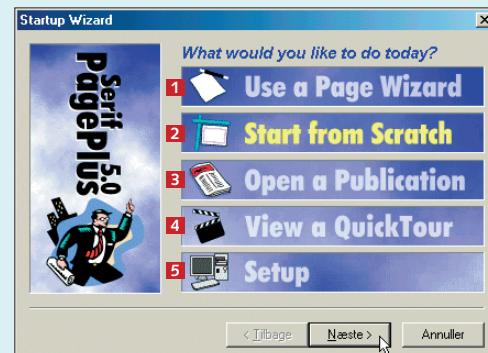 Startup Wizard
Serif
PagePlus 5.0
What would you like to do today?
1 Use a Page Wizard
2 Start from Scratch
3 Open a Publication
4 View a QuickTour
5 Setup
< Tilbage Næste > Annuller